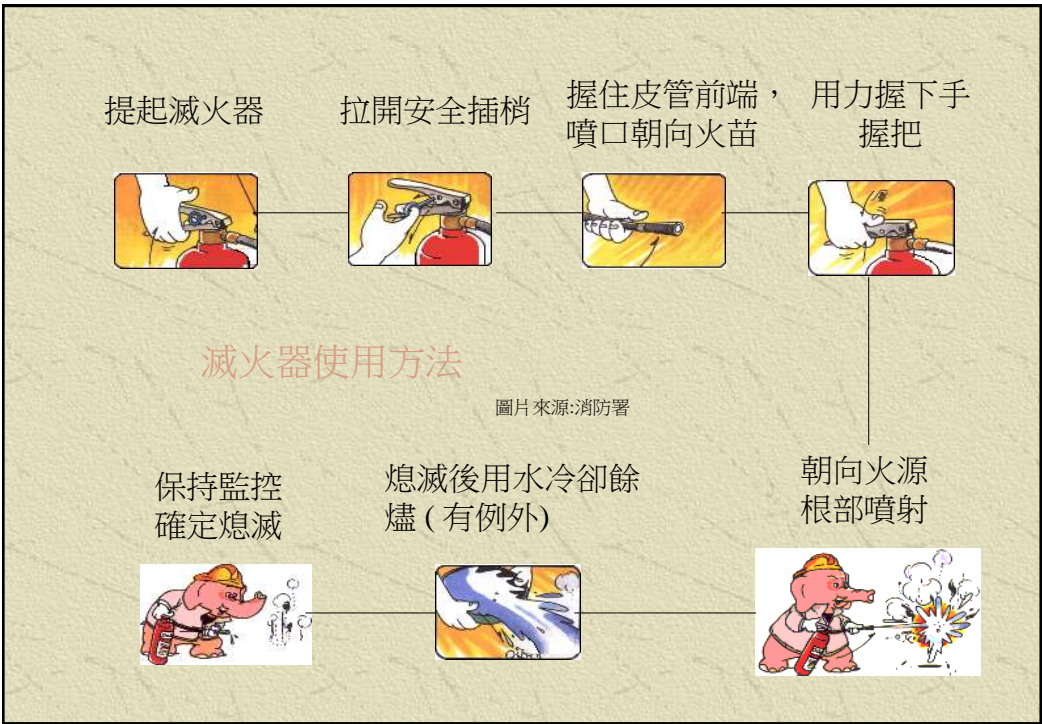 提起滅火器
拉開安全插梢
握住皮管前端，
噴口朝向火苗
用力握下手
握把
滅火器使用方法
圖片來源:消防署
朝向火源
根部噴射
熄滅後用水冷卻餘
燼 ( 有例外)
保持監控
確定熄滅